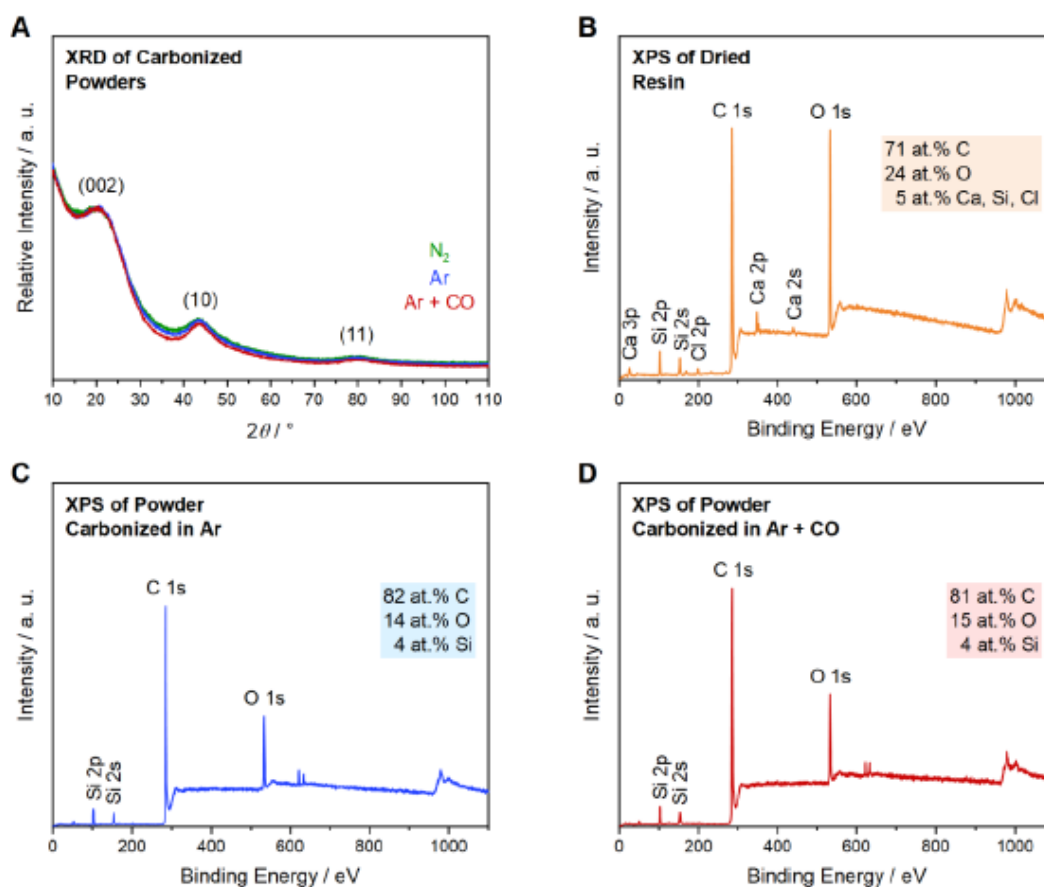 A
XRD of Carbonized
Powders
(002)
(10)
(11)
N₂
Ar
Ar + CO
Relative Intensity / a. u.
10 20 30 40 50 60 70 80 90 100 110
2θ / °
B
XPS of Dried
Resin
C 1s
O 1s
71 at.% C
24 at.% O
5 at.% Ca, Si, Cl
Ca 3p
Si 2p
Si 2s
Cl 2p
Ca 2p
Ca 2s
Intensity / a. u.
0 200 400 600 800 1000
Binding Energy / eV
C
XPS of Powder
Carbonized in Ar
C 1s
O 1s
82 at.% C
14 at.% O
4 at.% Si
Si 2p
Si 2s
Intensity / a. u.
0 200 400 600 800 1000
Binding Energy / eV
D
XPS of Powder
Carbonized in Ar + CO
C 1s
O 1s
81 at.% C
15 at.% O
4 at.% Si
Si 2p
Si 2s
Intensity / a. u.
0 200 400 600 800 1000
Binding Energy / eV